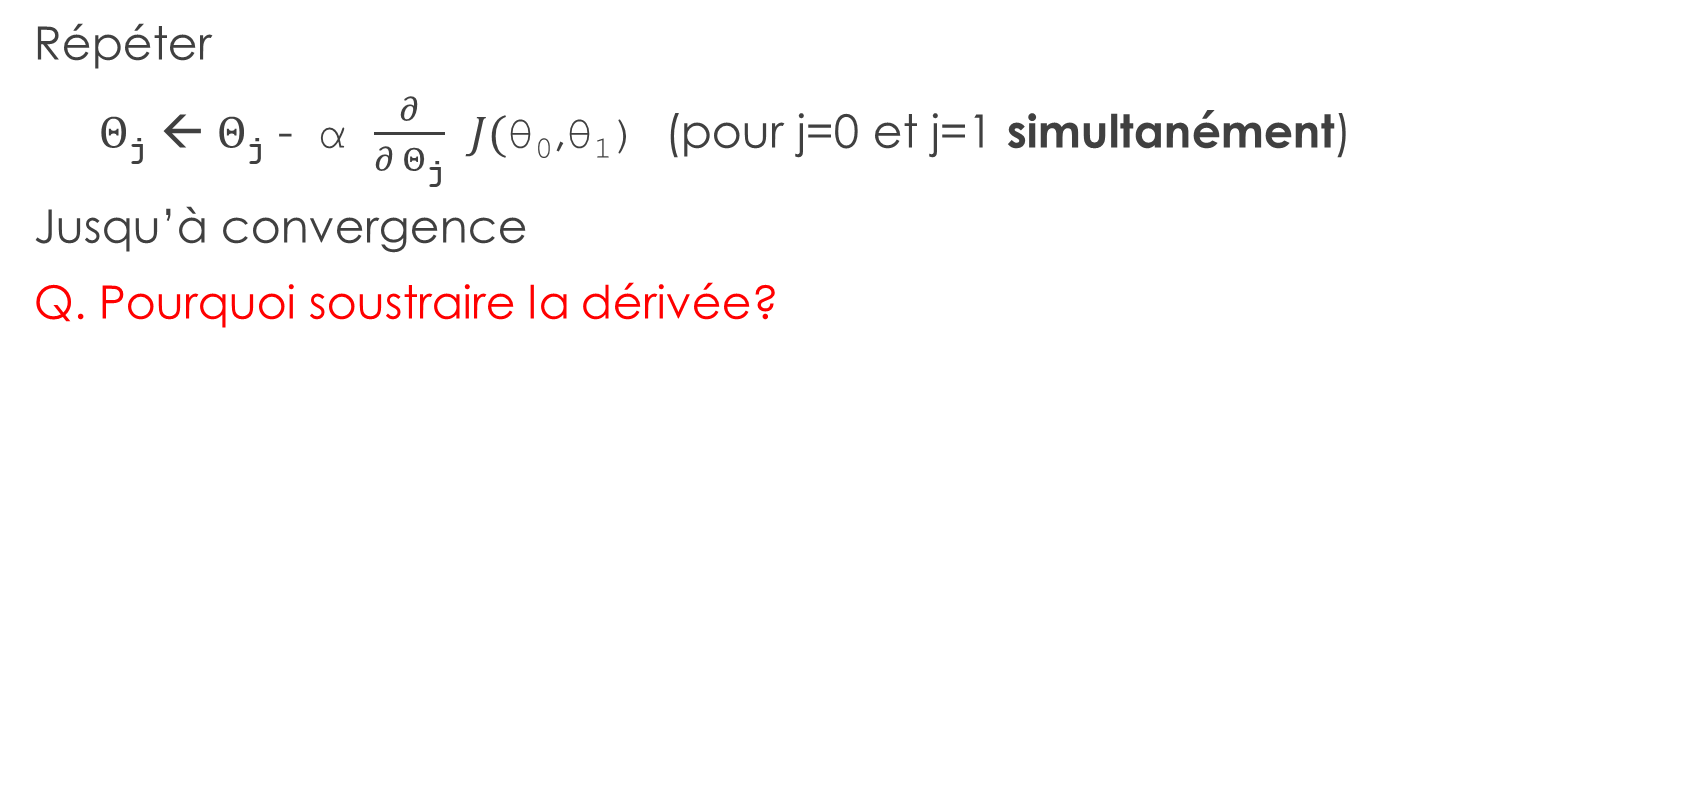 Répéter
Θj ← Θj - α ∂/∂Θj J(θ0,θ1) (pour j=0 et j=1 simultanément)
Jusqu’à convergence
Q. Pourquoi soustraire la dérivée?